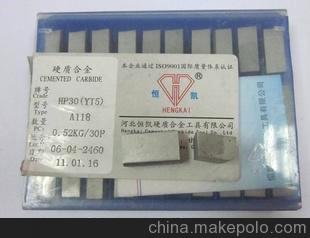 硬质合金
CEMENTED CARBIDE
牌号
Grade
HP30(YT5)
型号
Type
A118
数量
PCS
0.52KG/30P
06-04-2460
11.01.16
本企业通过ISO9001国际质量体系认证
恒凯
HENGKAI
河北恒凯硬质合金工具有限公司
china.makepolo.com